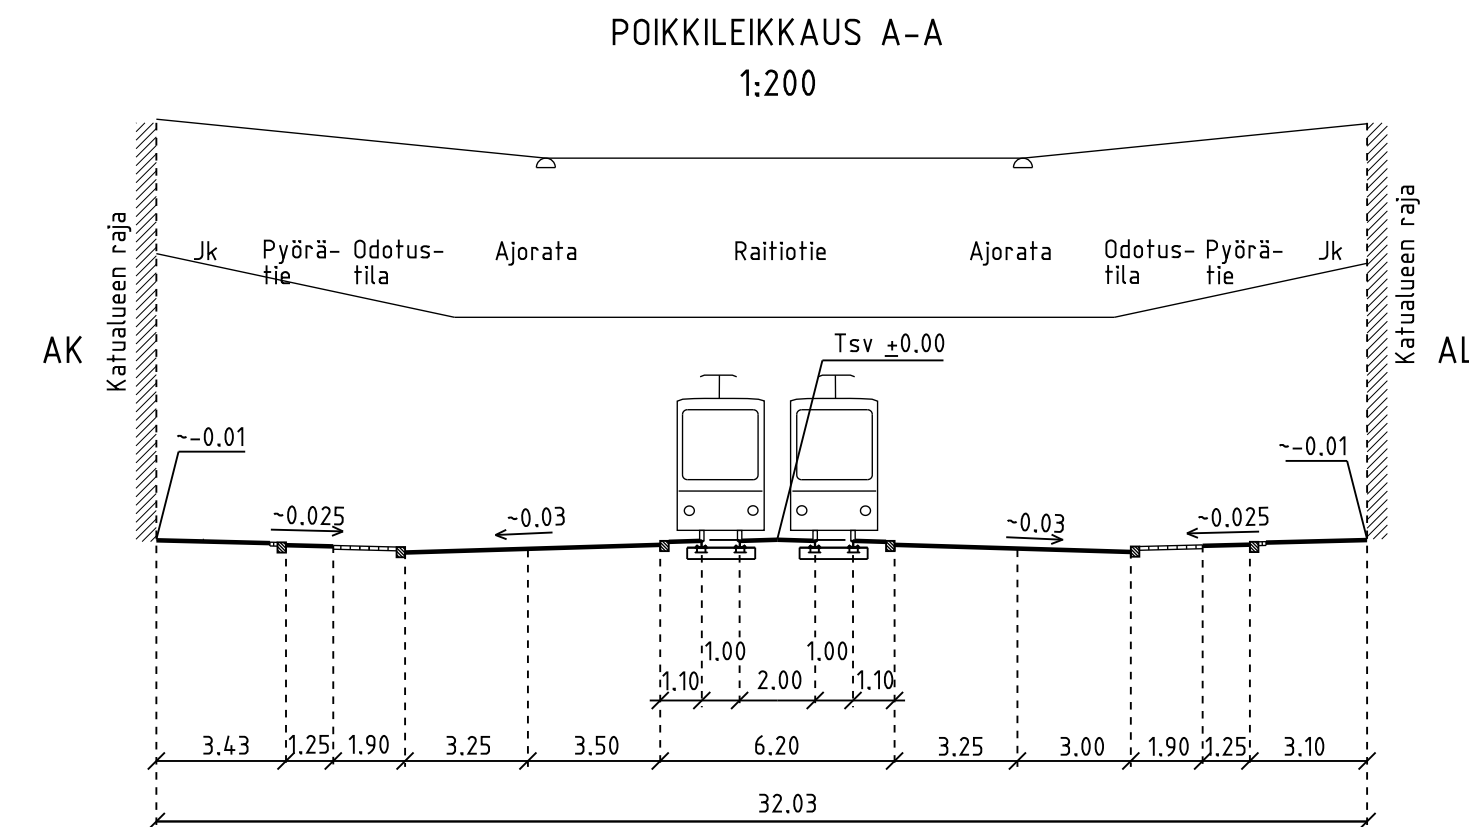 POIKKILEIKKAUS A-A
1:200
Katualueen raja
Jk
Pyörä-
tie
Odotus-
tila
Ajorata
Raitiotie
Ajorata
Odotus-
tila
Pyörä-
tie
Jk
Katualueen raja
AK
Tsv ±0.00
AL
~-0.01
~-0.01
~0.025
~0.03
~0.03
~0.025
1.00
1.00
1.10
2.00
1.10
3.43
1.25
1.90
3.25
3.50
6.20
3.25
3.00
1.90
1.25
3.10
32.03